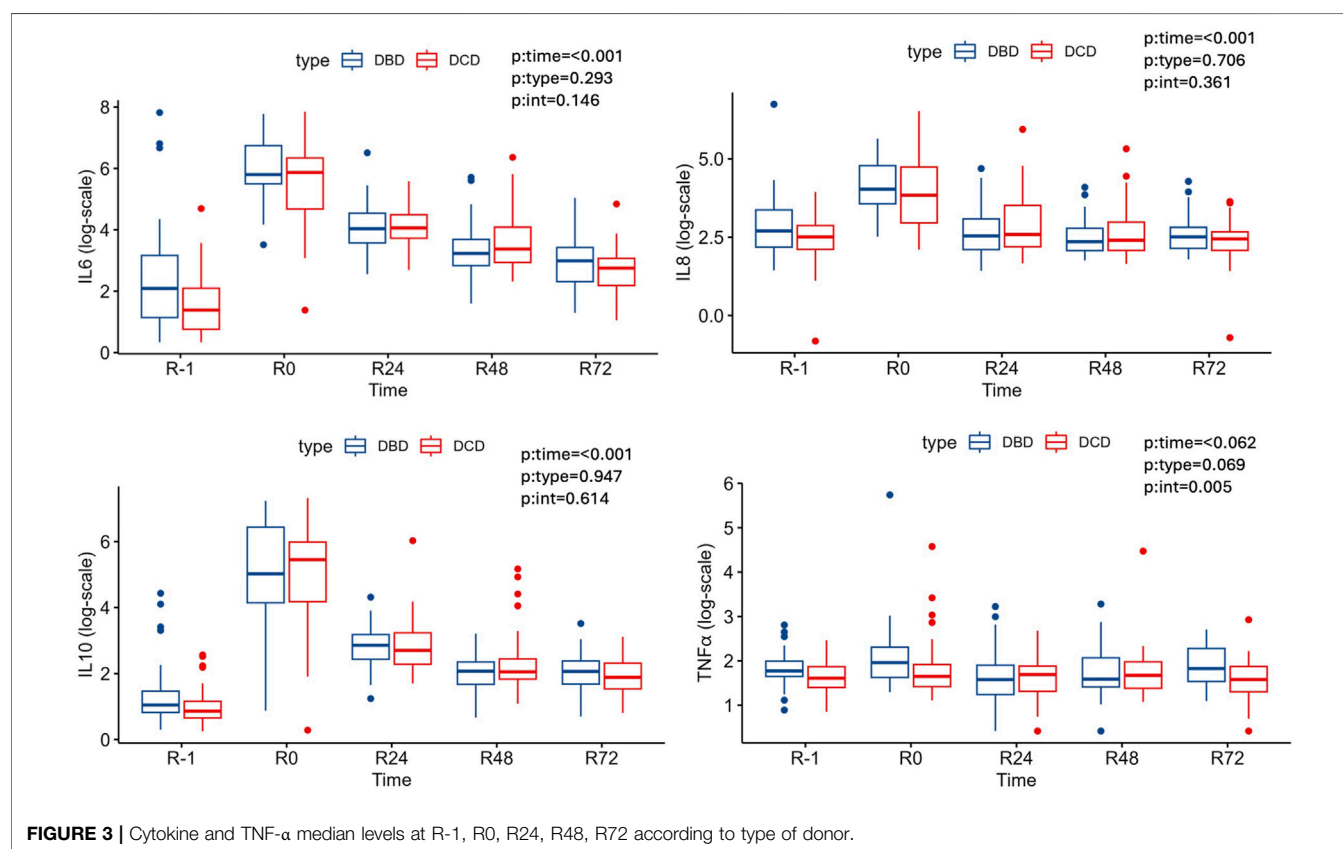 type DBD DCD
p:time=<0.001
p:type=0.293
p:int=0.146
IL6 (log-scale)
8
6
4
2
0
R-1 R0 R24 R48 R72
Time
type DBD DCD
p:time=<0.001
p:type=0.706
p:int=0.361
IL8 (log-scale)
5.0
2.5
0.0
R-1 R0 R24 R48 R72
Time
type DBD DCD
p:time=<0.001
p:type=0.947
p:int=0.614
IL10 (log-scale)
6
4
2
0
R-1 R0 R24 R48 R72
Time
type DBD DCD
p:time=<0.062
p:type=0.069
p:int=0.005
TNFα (log-scale)
6
5
4
3
2
1
R-1 R0 R24 R48 R72
Time
FIGURE 3 | Cytokine and TNF-α median levels at R-1, R0, R24, R48, R72 according to type of donor.